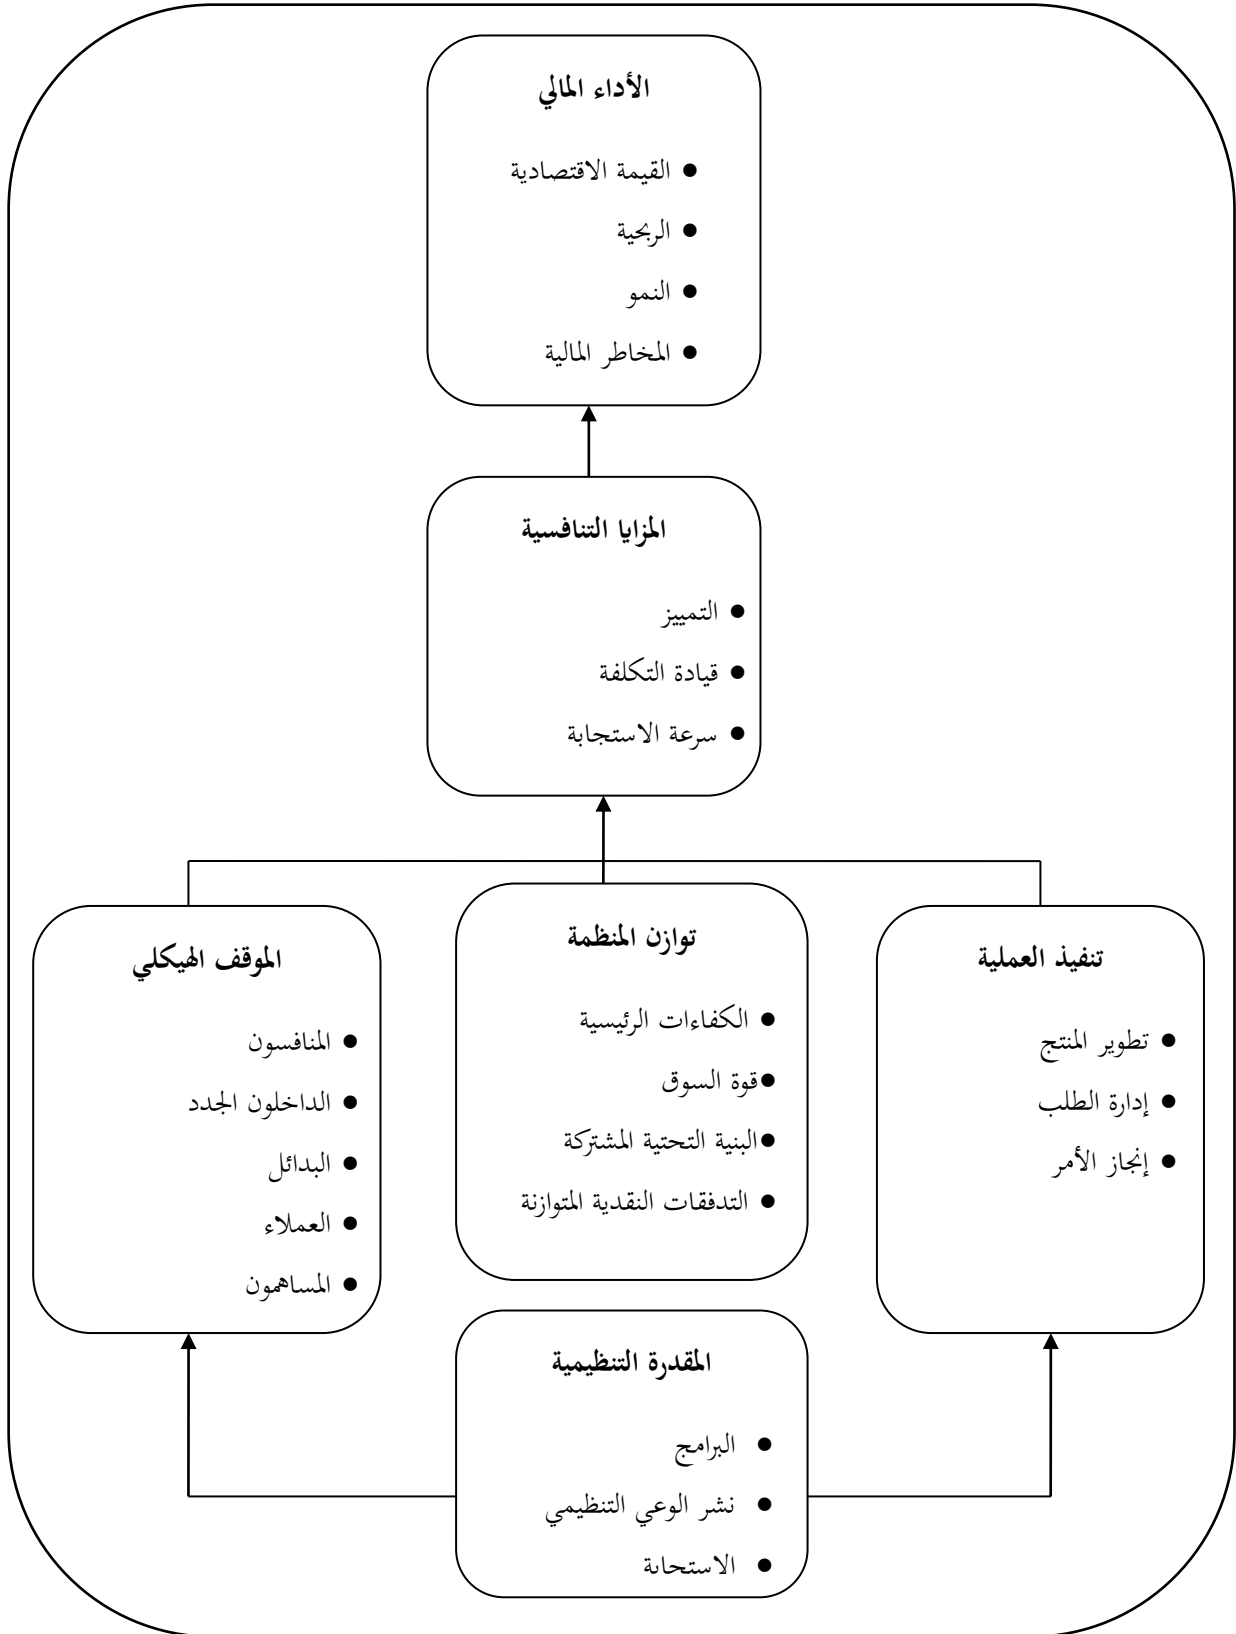 الأداء المالي
● القيمة الاقتصادية
● الربحية
● النمو
● المخاطر المالية
المزايا التنافسية
● التمييز
● قيادة التكلفة
● سرعة الاستجابة
تنفيذ العملية
● تطوير المنتج
● إدارة الطلب
● إنجاز الأمر
توازن المنظمة
● الكفاءات الرئيسية
● قوة السوق
● البنية التحتية المشتركة
● التدفقات النقدية المتوازنة
الموقف الهيكلي
● المنافسون
● الداخلون الجدد
● البدائل
● العملاء
● المساهمون
المقدرة التنظيمية
● البرامج
● نشر الوعي التنظيمي
● الاستجابة